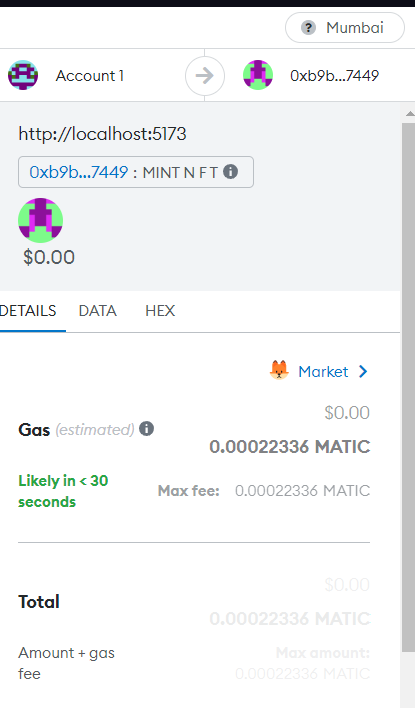 Mumbai
Account 1
0xb9b...7449
http://localhost:5173
0xb9b...7449 : MINT N F T
$0.00
DETAILS DATA HEX
Market
$0.00
Gas (estimated)
0.00022336 MATIC
Likely in < 30 seconds
Max fee: 0.00022336 MATIC
$0.00
Total
0.00022336 MATIC
Amount + gas fee
Max amount:
0.00022336 MATIC